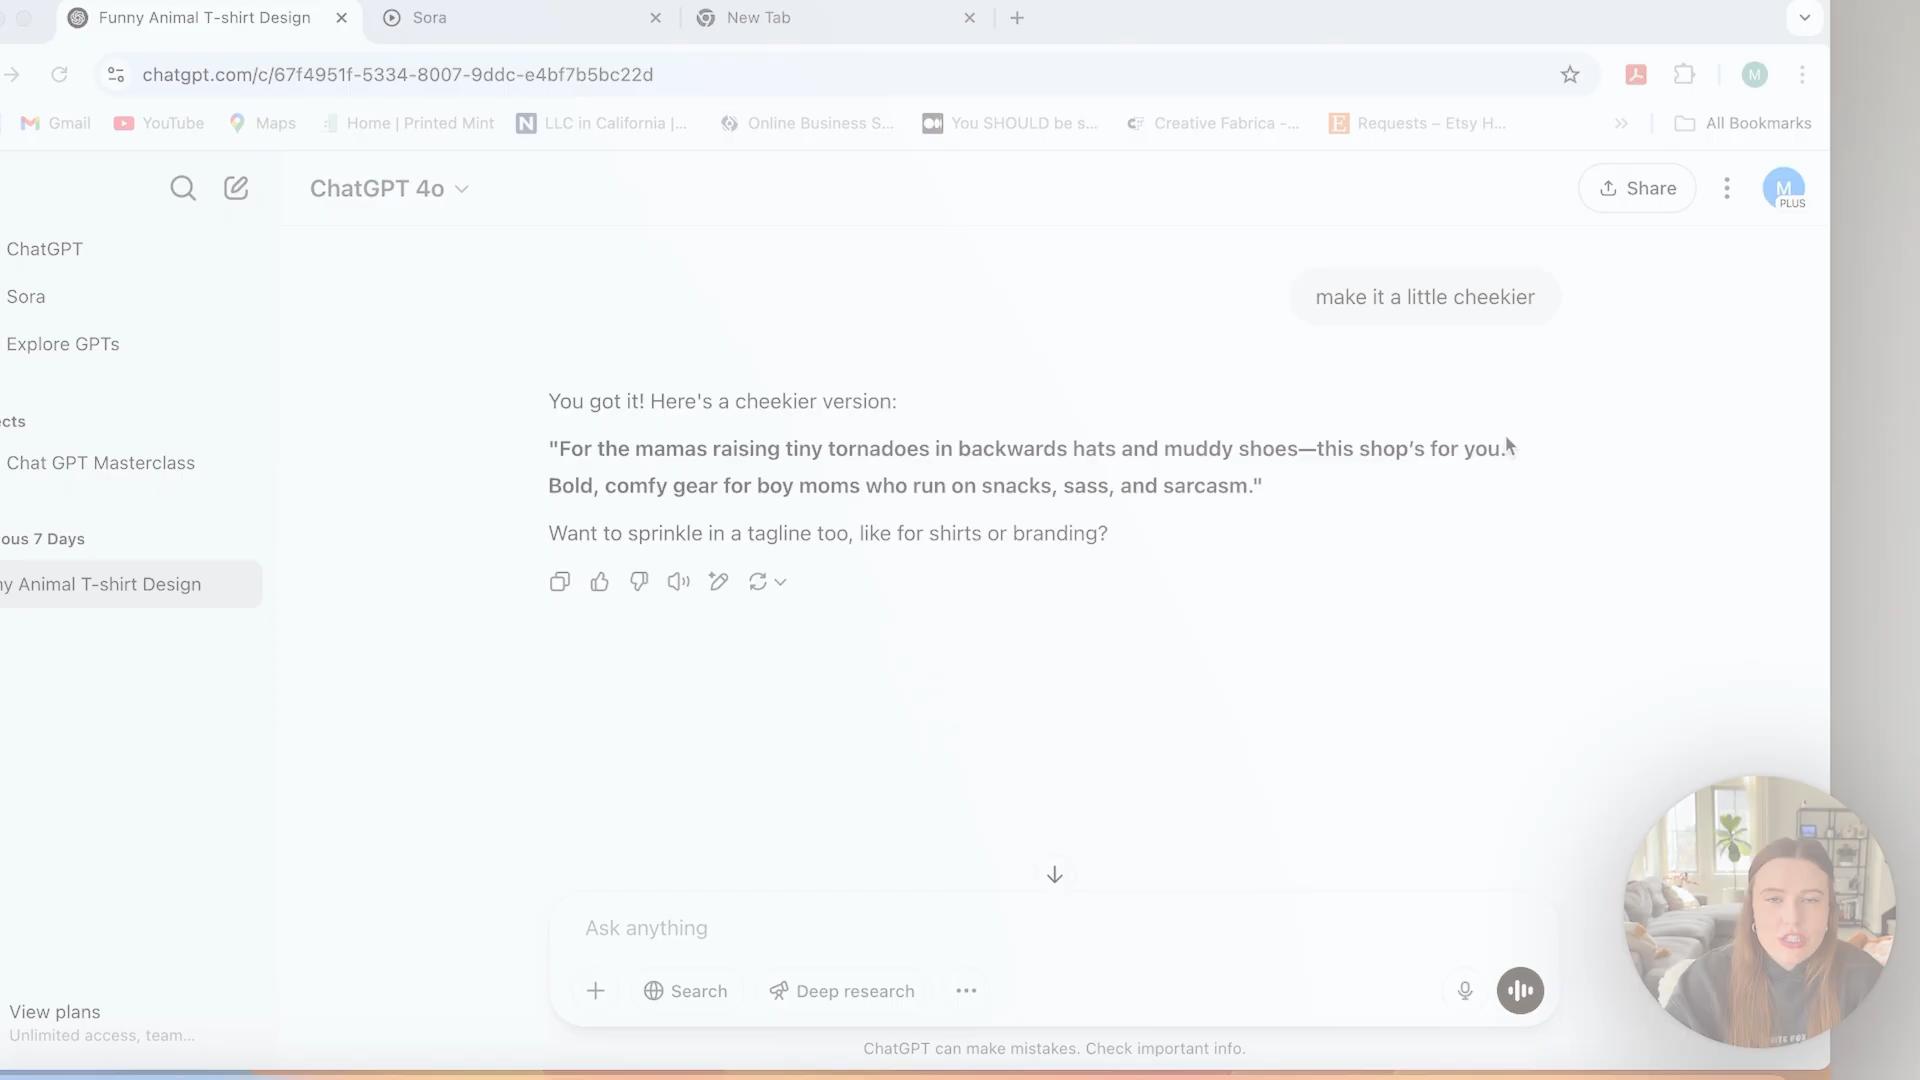 Funny Animal T-shirt Design
Sora
New Tab
chatgpt.com/c/67f4951f-5334-8007-9ddc-e4bf7b5bc22d
M
Gmail
YouTube
Maps
Home | Printed Mint
LLC in California |...
Online Business S...
You SHOULD be s...
Creative Fabrica -...
Requests – Etsy H...
All Bookmarks
ChatGPT 4o
Share
M
PLUS
ChatGPT
Sora
Explore GPTs
ects
Chat GPT Masterclass
ous 7 Days
ny Animal T-shirt Design
View plans
Unlimited access, team...
make it a little cheekier
You got it! Here's a cheekier version:
"For the mamas raising tiny tornadoes in backwards hats and muddy shoes—this shop's for you.
Bold, comfy gear for boy moms who run on snacks, sass, and sarcasm."
Want to sprinkle in a tagline too, like for shirts or branding?
Ask anything
Search
Deep research
ChatGPT can make mistakes. Check important info.